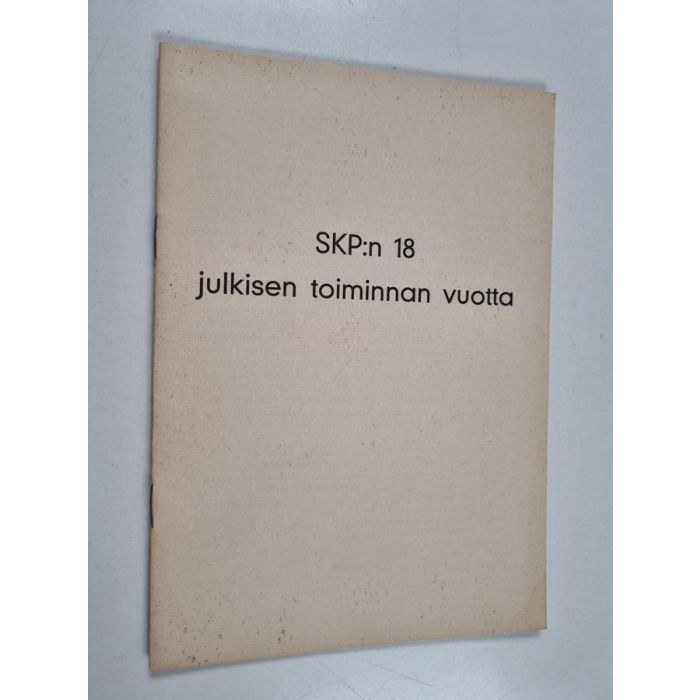 SKP:n 18
julkisen toiminnan vuotta